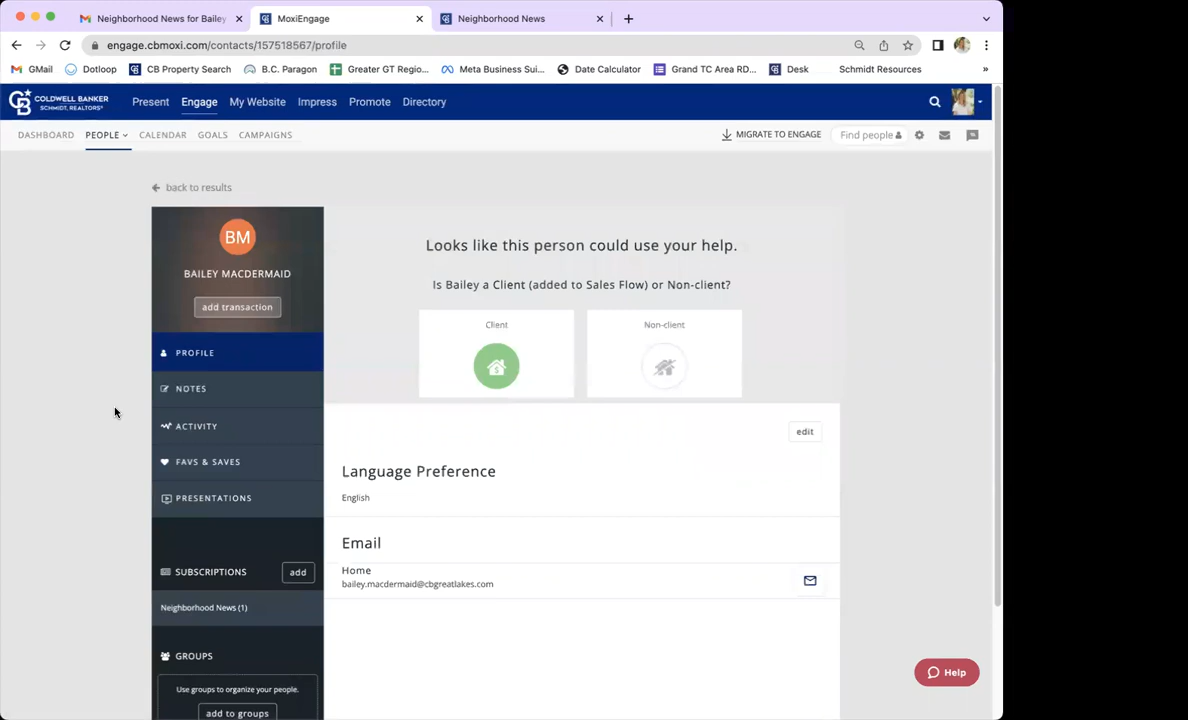 Neighborhood News for Bailey
MoxiEngage
Neighborhood News
engage.cbmoxi.com/contacts/157518567/profile
GMail
Dotloop
CB Property Search
B.C. Paragon
Greater GT Regio...
Meta Business Sui...
Date Calculator
Grand TC Area RD...
Desk
Schmidt Resources
COLDWELL BANKER
SCHMIDT, REALTORS®
Present
Engage
My Website
Impress
Promote
Directory
DASHBOARD
PEOPLE
CALENDAR
GOALS
CAMPAIGNS
MIGRATE TO ENGAGE
Find people
back to results
BM
BAILEY MACDERMAID
add transaction
PROFILE
NOTES
ACTIVITY
FAVS & SAVES
PRESENTATIONS
SUBSCRIPTIONS
add
Neighborhood News (1)
GROUPS
Use groups to organize your people.
add to groups
Looks like this person could use your help.
Is Bailey a Client (added to Sales Flow) or Non-client?
Client
Non-client
edit
Language Preference
English
Email
Home
bailey.macdermaid@cbgreatlakes.com
Help